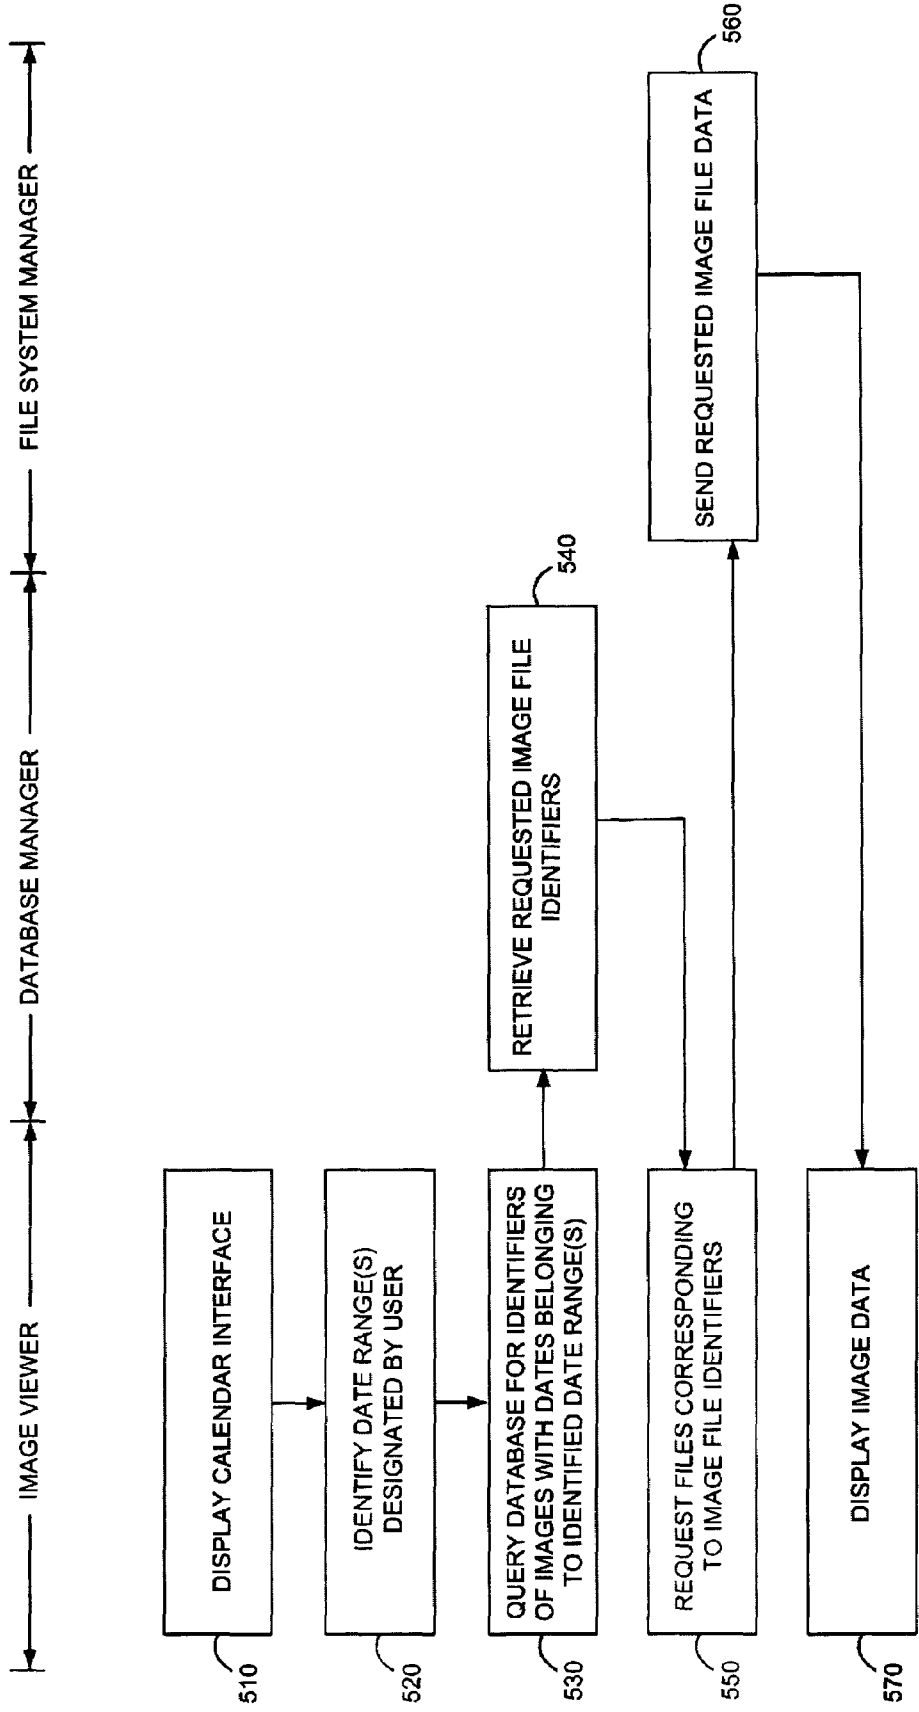 IMAGE VIEWER
DATABASE MANAGER
FILE SYSTEM MANAGER
DISPLAY CALENDAR INTERFACE
510
IDENTIFY DATE RANGE(S)
DESIGNATED BY USER
520
QUERY DATABASE FOR IDENTIFIERS
OF IMAGES WITH DATES BELONGING
TO IDENTIFIED DATE RANGE(S)
530
RETRIEVE REQUESTED IMAGE FILE
IDENTIFIERS
540
REQUEST FILES CORRESPONDING
TO IMAGE FILE IDENTIFIERS
550
SEND REQUESTED IMAGE FILE DATA
560
DISPLAY IMAGE DATA
570